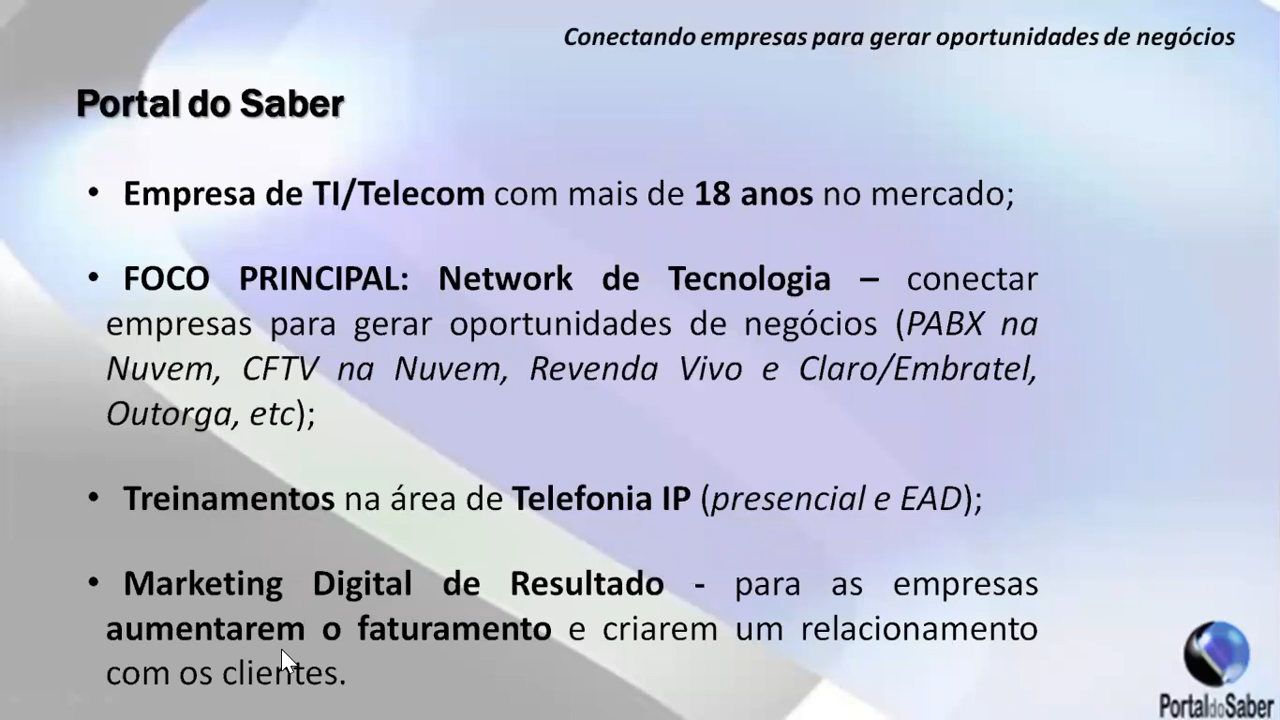 Conectando empresas para gerar oportunidades de negócios
Portal do Saber
• Empresa de TI/Telecom com mais de 18 anos no mercado;
• FOCO PRINCIPAL: Network de Tecnologia – conectar
empresas para gerar oportunidades de negócios (PABX na
Nuvem, CFTV na Nuvem, Revenda Vivo e Claro/Embratel,
Outorga, etc);
• Treinamentos na área de Telefonia IP (presencial e EAD);
• Marketing Digital de Resultado - para as empresas
aumentarem o faturamento e criarem um relacionamento
com os clientes.
PortaldoSaber